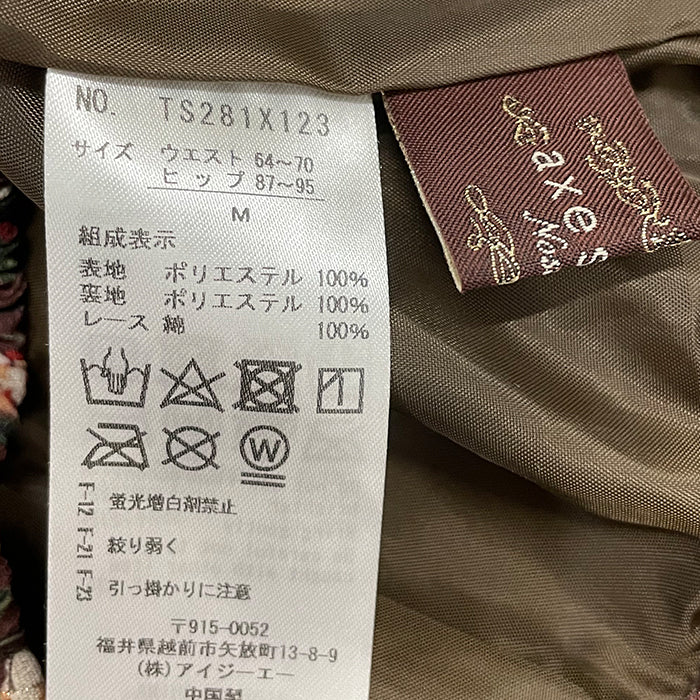 NO. TS281X123
サイズ ウエスト 64～70
ヒップ 87～95
M
組成表示
表地 ポリエステル 100%
裏地 ポリエステル 100%
レース 綿 100%
W
F-12 蛍光増白剤禁止
F-21 絞り弱く
F-23 引っ掛かりに注意
〒915-0052
福井県越前市矢放町13-8-9
(株)アイジーエー
中国製
axes